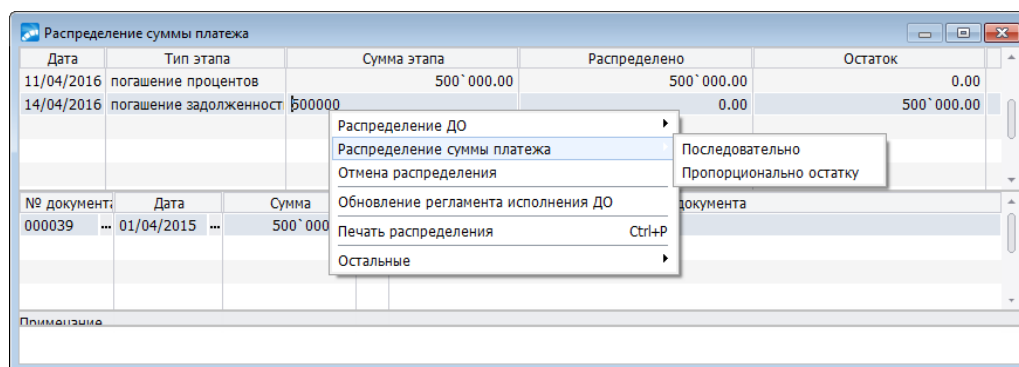 Распределение суммы платежа
Дата Тип этапа Сумма этапа Распределено Остаток
11/04/2016 погашение процентов 500`000.00 500`000.00 0.00
14/04/2016 погашение задолженност 500000 0.00 500`000.00
Распределение ДО
Распределение суммы платежа Последовательно
Отмена распределения Пропорционально остатку
№ документа Дата Сумма Обновление регламента исполнения ДО документа
000039 ... 01/04/2015 ... 500`000 Печать распределения Ctrl+P
Остальные
Примечание